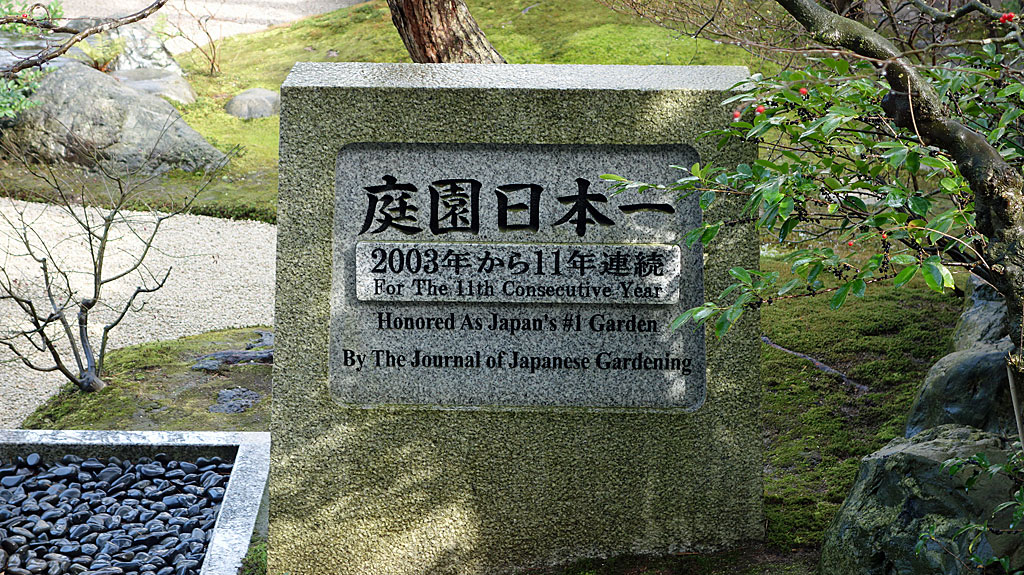 庭園日本一
2003年から11年連続
For The 11th Consecutive Year
Honored As Japan's #1 Garden
By The Journal of Japanese Gardening